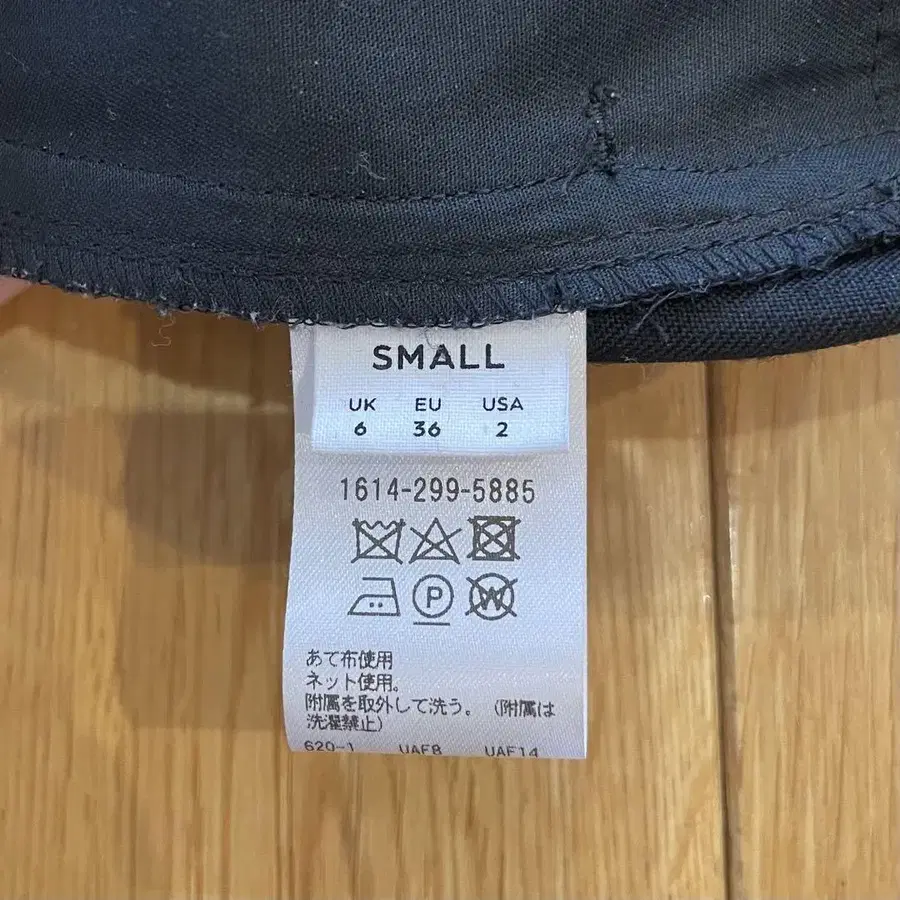 SMALL
UK EU USA
6 36 2
1614-299-5885
P W
あて布使用
ネット使用。
附属を取外して洗う。(附属は
洗濯禁止)
620-1 UAF8 UAF14